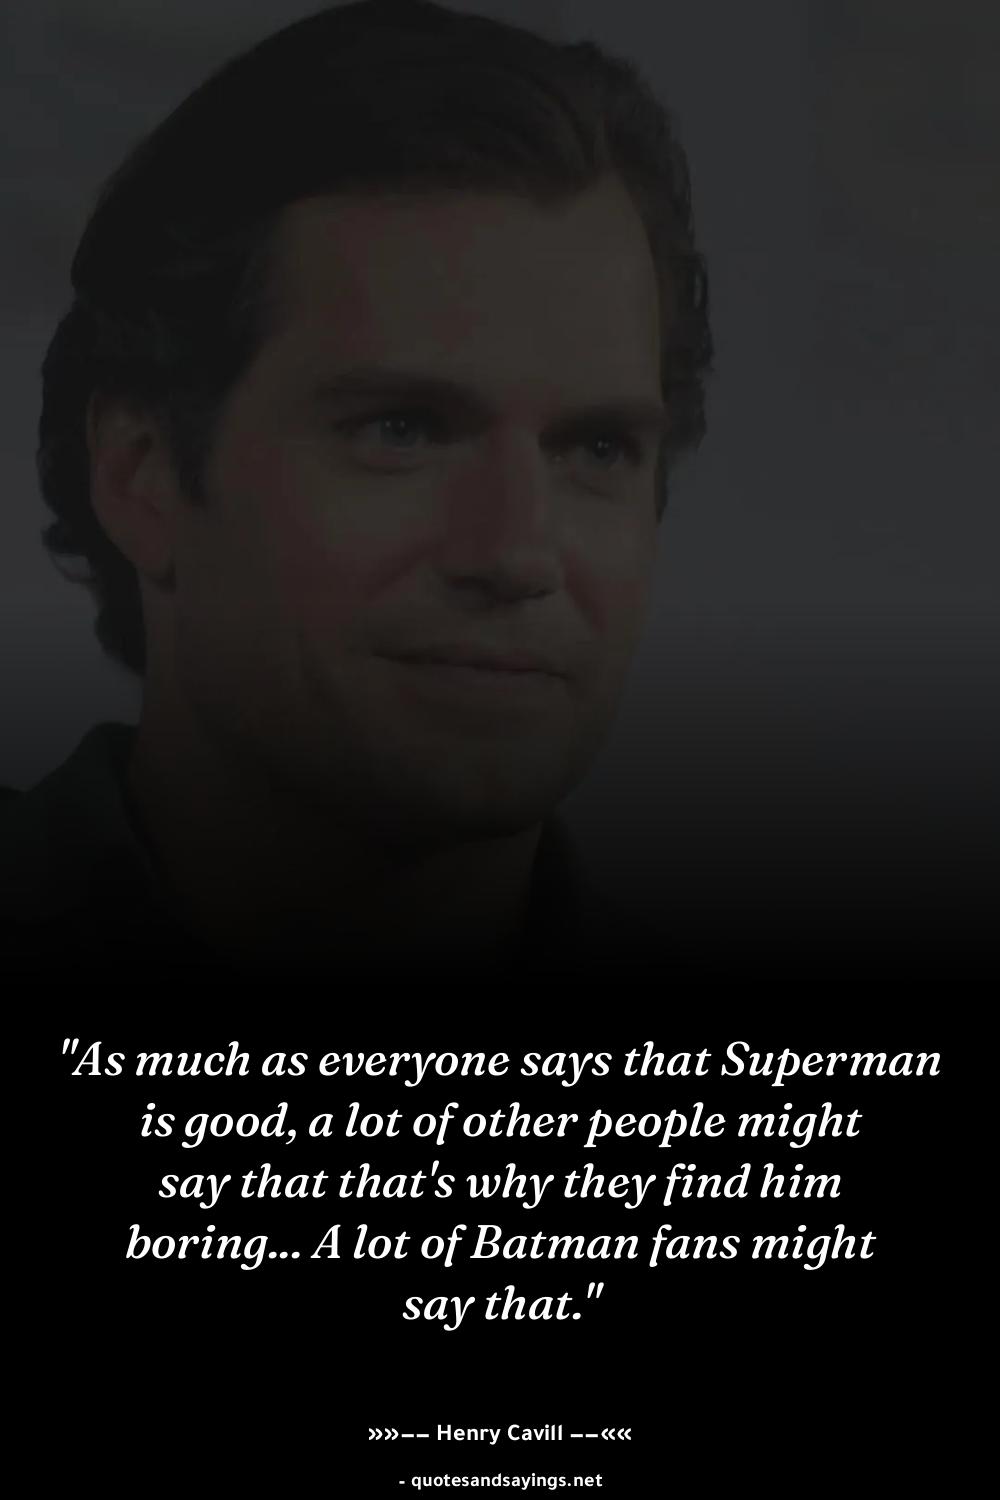 "As much as everyone says that Superman
is good, a lot of other people might
say that that's why they find him
boring... A lot of Batman fans might
say that."
»»–– Henry Cavill ––««
- quotesandsayings.net